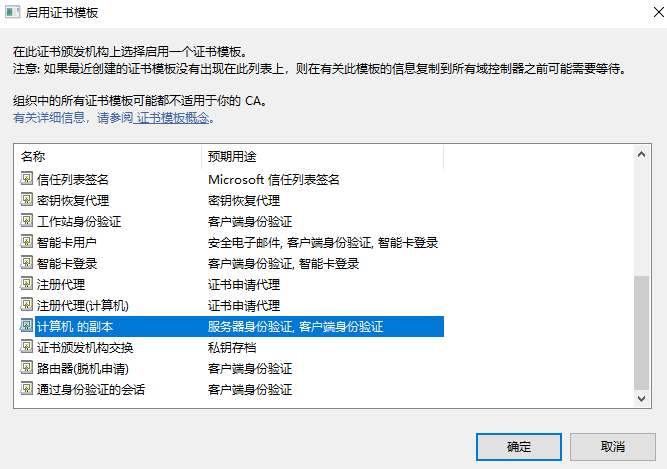 启用证书模板
在此证书颁发机构上选择启用一个证书模板。
注意: 如果最近创建的证书模板没有出现在此列表上，则在有关此模板的信息复制到所有域控制器之前可能需要等待。
组织中的所有证书模板可能都不适用于你的 CA。
有关详细信息，请参阅 证书模板概念。
名称 预期用途
信任列表签名 Microsoft 信任列表签名
密钥恢复代理 密钥恢复代理
工作站身份验证 客户端身份验证
智能卡用户 安全电子邮件, 客户端身份验证, 智能卡登录
智能卡登录 客户端身份验证, 智能卡登录
注册代理 证书申请代理
注册代理(计算机) 证书申请代理
计算机 的副本 服务器身份验证, 客户端身份验证
证书颁发机构交换 私钥存档
路由器(脱机申请) 客户端身份验证
通过身份验证的会话 客户端身份验证
确定 取消